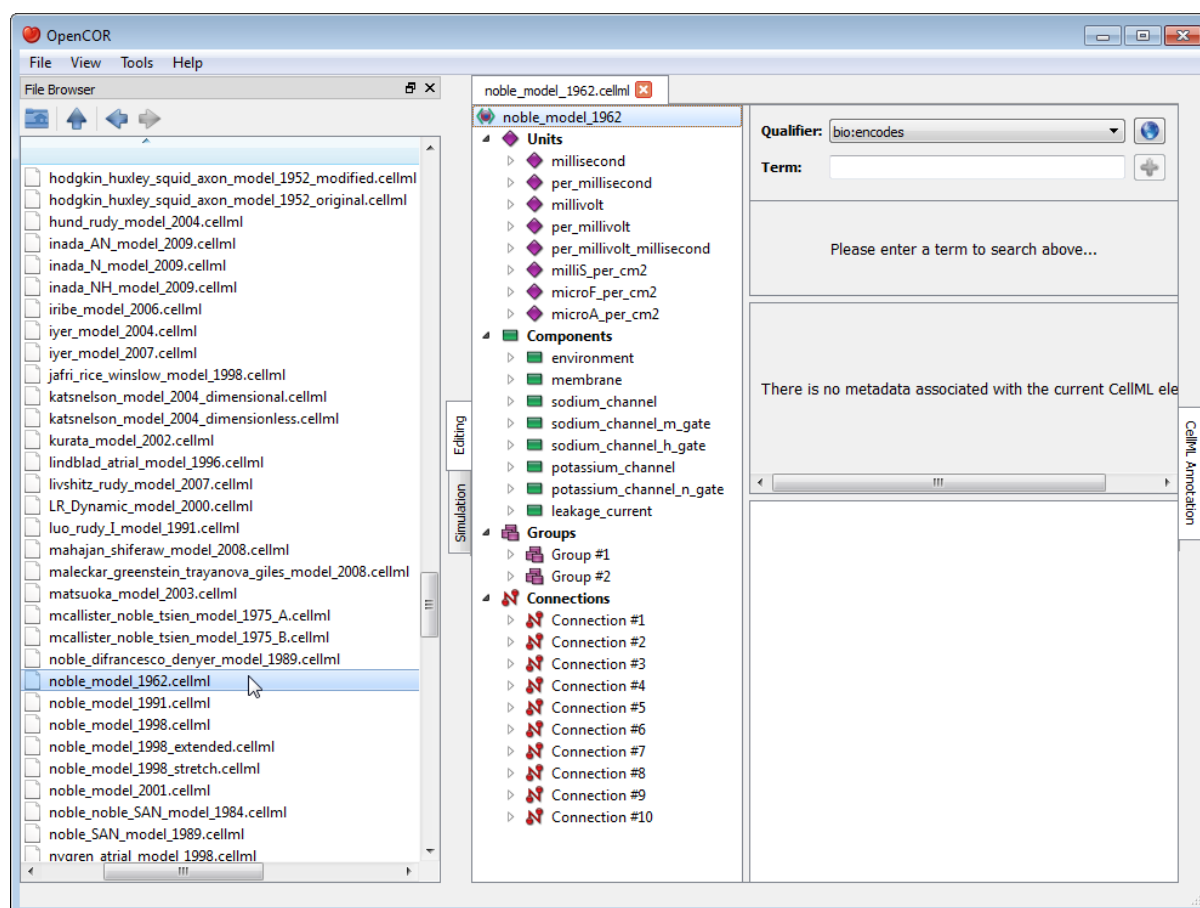 OpenCOR
File View Tools Help
File Browser
hodgkin_huxley_squid_axon_model_1952_modified.cellml
hodgkin_huxley_squid_axon_model_1952_original.cellml
hund_rudy_model_2004.cellml
inada_AN_model_2009.cellml
inada_N_model_2009.cellml
inada_NH_model_2009.cellml
iribe_model_2006.cellml
iyer_model_2004.cellml
iyer_model_2007.cellml
jafri_rice_winslow_model_1998.cellml
katsnelson_model_2004_dimensional.cellml
katsnelson_model_2004_dimensionless.cellml
kurata_model_2002.cellml
lindblad_atrial_model_1996.cellml
livshitz_rudy_model_2007.cellml
LR_Dynamic_model_2000.cellml
luo_rudy_I_model_1991.cellml
mahajan_shiferaw_model_2008.cellml
maleckar_greenstein_trayanova_giles_model_2008.cellml
matsuoka_model_2003.cellml
mcallister_noble_tsien_model_1975_A.cellml
mcallister_noble_tsien_model_1975_B.cellml
noble_difrancesco_denyer_model_1989.cellml
noble_model_1962.cellml
noble_model_1991.cellml
noble_model_1998.cellml
noble_model_1998_extended.cellml
noble_model_1998_stretch.cellml
noble_model_2001.cellml
noble_noble_SAN_model_1984.cellml
noble_SAN_model_1989.cellml
nygren_atrial_model_1998.cellml
Editing
Simulation
noble_model_1962.cellml
noble_model_1962
Units
millisecond
per_millisecond
millivolt
per_millivolt
per_millivolt_millisecond
milliS_per_cm2
microF_per_cm2
microA_per_cm2
Components
environment
membrane
sodium_channel
sodium_channel_m_gate
sodium_channel_h_gate
potassium_channel
potassium_channel_n_gate
leakage_current
Groups
Group #1
Group #2
Connections
Connection #1
Connection #2
Connection #3
Connection #4
Connection #5
Connection #6
Connection #7
Connection #8
Connection #9
Connection #10
Qualifier: bio:encodes
Term:
Please enter a term to search above...
There is no metadata associated with the current CellML ele
CellML Annotation